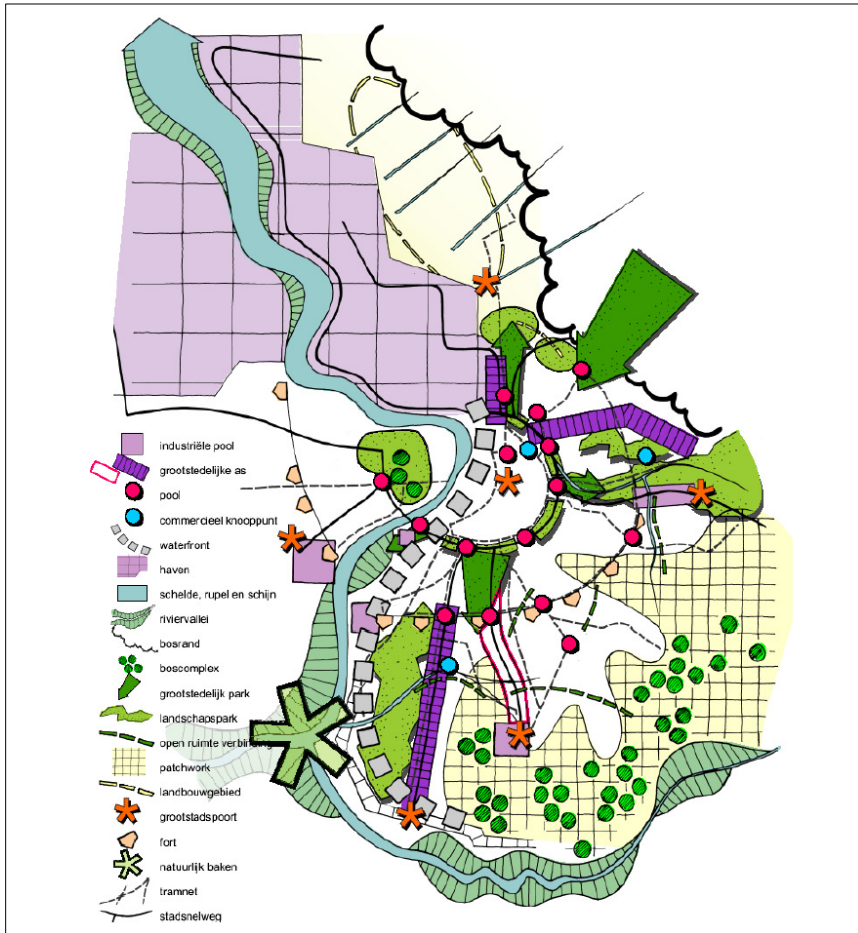 industriële pool
grootstedelijke as
pool
commercieel knooppunt
waterfront
haven
schelde, rupel en schijn
riviervallei
bosrand
boscomplex
grootstedelijk park
landschapspark
open ruimte verbinding
patchwork
landbouwgebied
grootstadspoort
fort
natuurlijk baken
tramnet
stadsnelweg